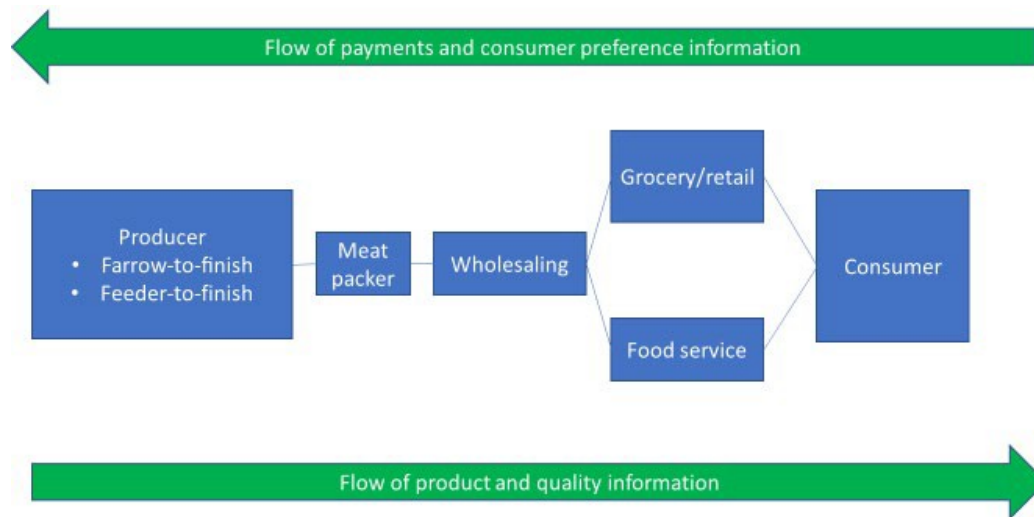 Flow of payments and consumer preference information
Grocery/retail
Producer
• Farrow-to-finish
• Feeder-to-finish
Meat
packer
Wholesaling
Consumer
Food service
Flow of product and quality information